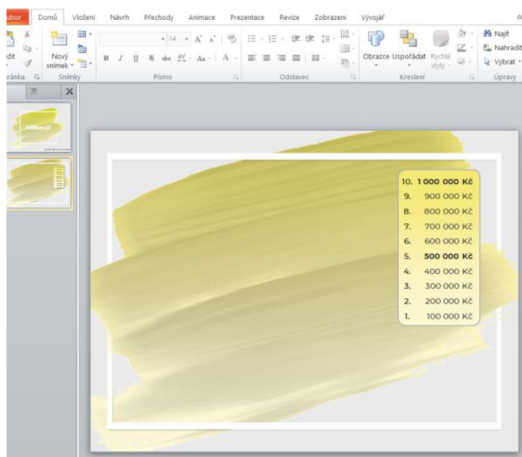 Domů Vložení Návrh Přechody Animace Prezentace Revize Zobrazení Vývojář
Nový snímek
14
Obrazce Uspořádat Rychlé styly
Najít
Nahradit
Vybrat
Snímky Písmo Odstavec Kreslení Úpravy
10. 1 000 000 Kč
9. 900 000 Kč
8. 800 000 Kč
7. 700 000 Kč
6. 600 000 Kč
5. 500 000 Kč
4. 400 000 Kč
3. 300 000 Kč
2. 200 000 Kč
1. 100 000 Kč